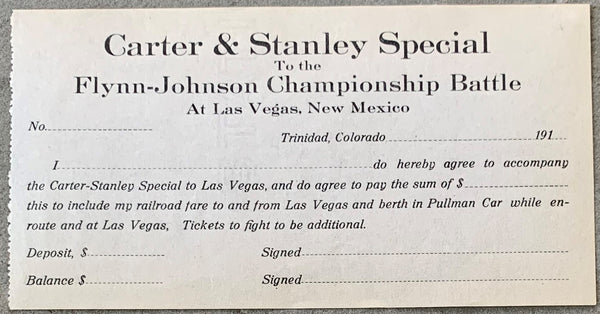 Carter & Stanley Special
To the
Flynn-Johnson Championship Battle
At Las Vegas, New Mexico
No.
Trinidad, Colorado 191
I do hereby agree to accompany
the Carter-Stanley Special to Las Vegas, and do agree to pay the sum of $
this to include my railroad fare to and from Las Vegas and berth in Pullman Car while en-
route and at Las Vegas, Tickets to fight to be additional.
Deposit, $ Signed
Balance $ Signed